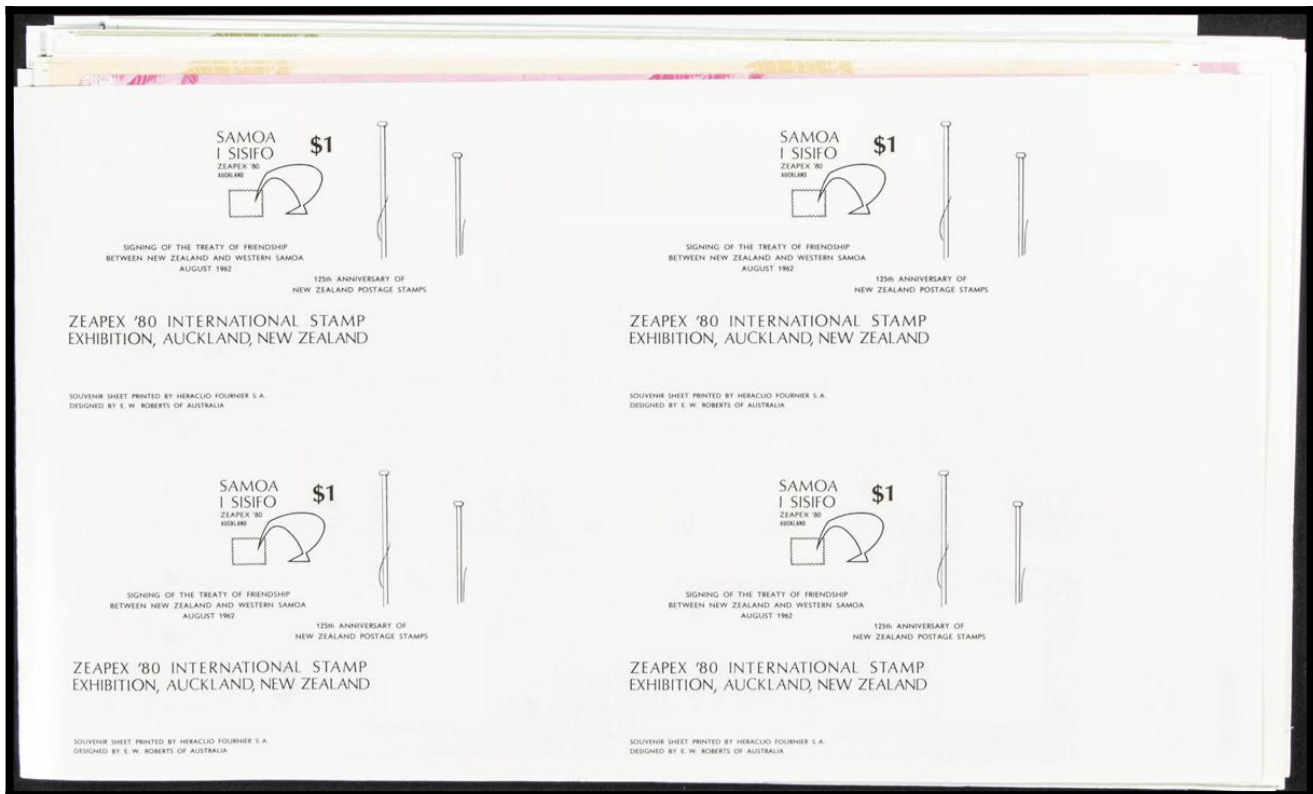 SAMOA
I SISIFO
$1
ZEAPEX '80
AUCKLAND
SIGNING OF THE TREATY OF FRIENDSHIP
BETWEEN NEW ZEALAND AND WESTERN SAMOA
AUGUST 1962
125th ANNIVERSARY OF
NEW ZEALAND POSTAGE STAMPS
ZEAPEX '80 INTERNATIONAL STAMP
EXHIBITION, AUCKLAND, NEW ZEALAND
SOUVENIR SHEET PRINTED BY HERACLIO FOURNIER S.A.
DESIGNED BY E. W. ROBERTS OF AUSTRALIA
SAMOA
I SISIFO
$1
ZEAPEX '80
AUCKLAND
SIGNING OF THE TREATY OF FRIENDSHIP
BETWEEN NEW ZEALAND AND WESTERN SAMOA
AUGUST 1962
125th ANNIVERSARY OF
NEW ZEALAND POSTAGE STAMPS
ZEAPEX '80 INTERNATIONAL STAMP
EXHIBITION, AUCKLAND, NEW ZEALAND
SOUVENIR SHEET PRINTED BY HERACLIO FOURNIER S.A.
DESIGNED BY E. W. ROBERTS OF AUSTRALIA
SAMOA
I SISIFO
$1
ZEAPEX '80
AUCKLAND
SIGNING OF THE TREATY OF FRIENDSHIP
BETWEEN NEW ZEALAND AND WESTERN SAMOA
AUGUST 1962
125th ANNIVERSARY OF
NEW ZEALAND POSTAGE STAMPS
ZEAPEX '80 INTERNATIONAL STAMP
EXHIBITION, AUCKLAND, NEW ZEALAND
SOUVENIR SHEET PRINTED BY HERACLIO FOURNIER S.A.
DESIGNED BY E. W. ROBERTS OF AUSTRALIA
SAMOA
I SISIFO
$1
ZEAPEX '80
AUCKLAND
SIGNING OF THE TREATY OF FRIENDSHIP
BETWEEN NEW ZEALAND AND WESTERN SAMOA
AUGUST 1962
125th ANNIVERSARY OF
NEW ZEALAND POSTAGE STAMPS
ZEAPEX '80 INTERNATIONAL STAMP
EXHIBITION, AUCKLAND, NEW ZEALAND
SOUVENIR SHEET PRINTED BY HERACLIO FOURNIER S.A.
DESIGNED BY E. W. ROBERTS OF AUSTRALIA